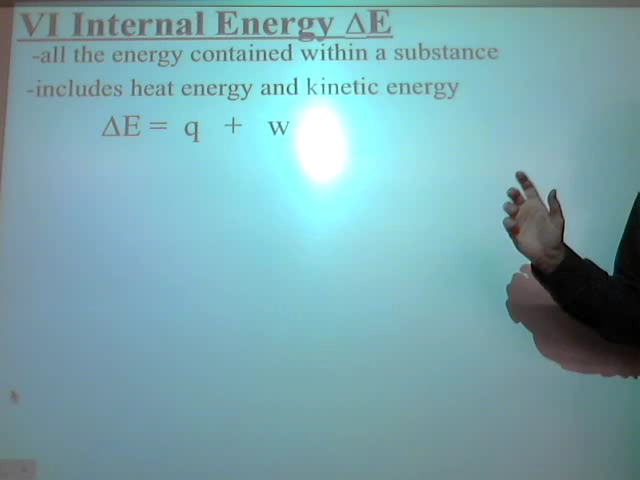 VI Internal Energy ΔE
-all the energy contained within a substance
-includes heat energy and kinetic energy
ΔE = q + w